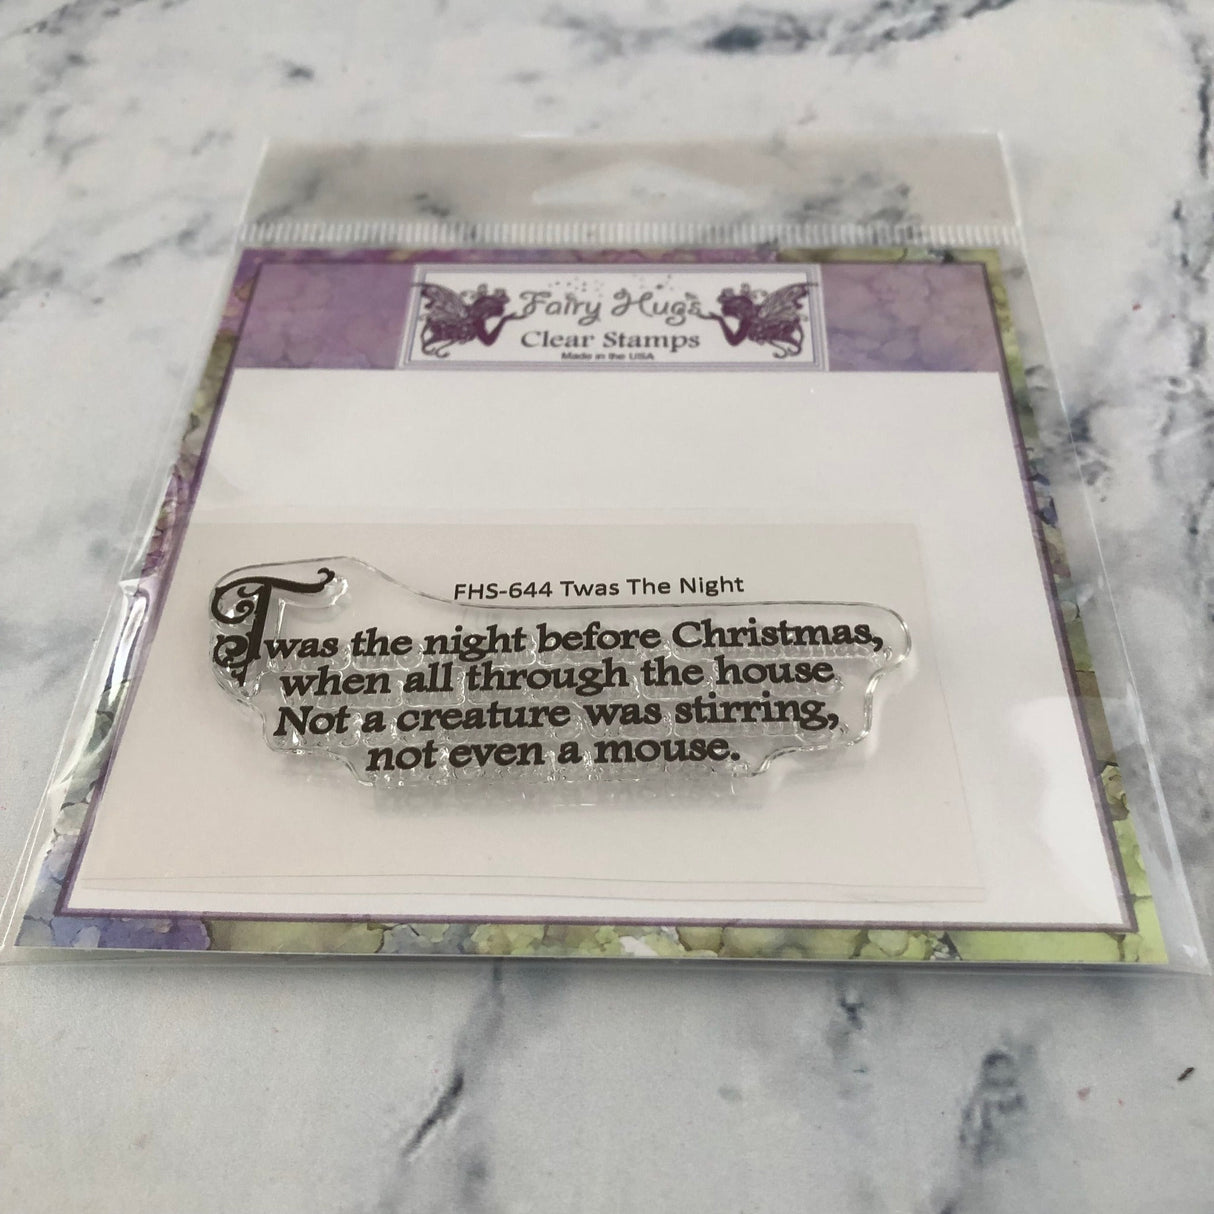 Fairy Hugs
Clear Stamps
Made in the USA
FHS-644 Twas The Night
Twas the night before Christmas,
when all through the house
Not a creature was stirring,
not even a mouse.